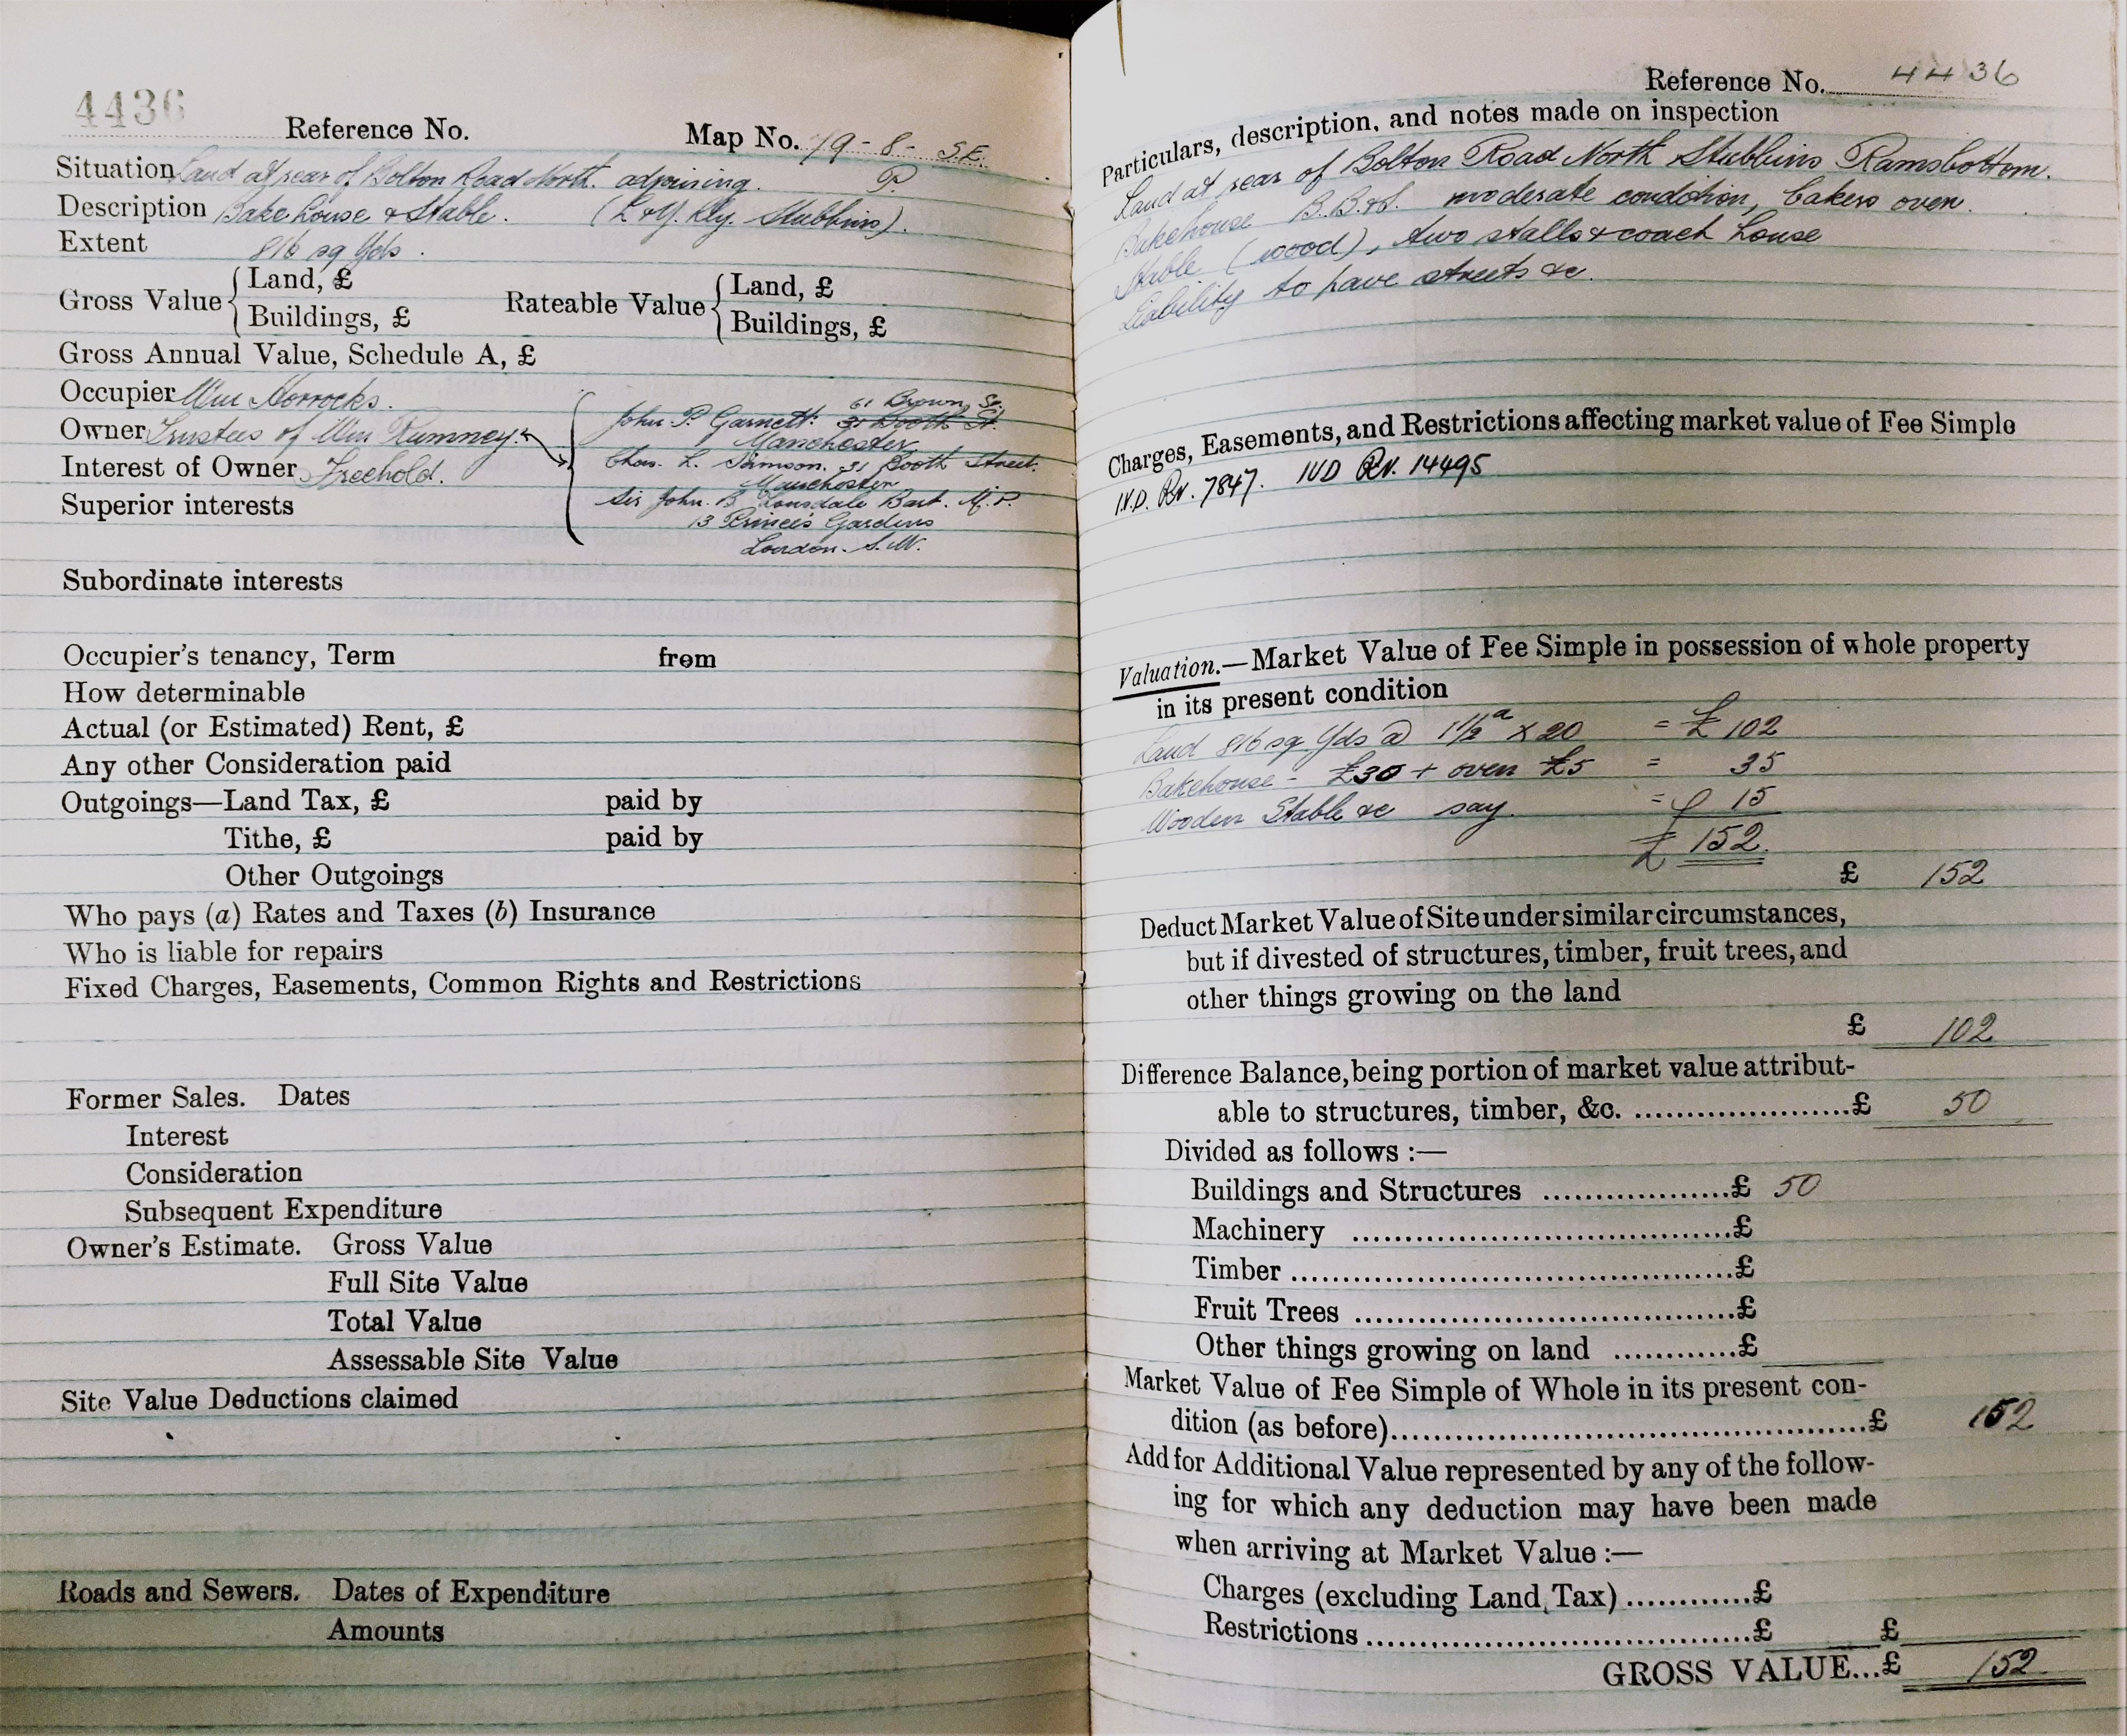 4436
Reference No. Map No. 79-8- S.E.
Situation Land at rear of Bolton Road North. adjoining. P.
Description Bakehouse & Stable. (L & Y. Rly. Stubbins).
Extent 816 sq Yds.
Gross Value { Land, £ Rateable Value { Land, £
Buildings, £ Buildings, £
Gross Annual Value, Schedule A, £
Occupier Wm Horrocks.
Owner Trustees of Wm Rumney.
Interest of Owner Freehold.
Superior interests
61 Brown St.
John P. Garnett. 31 Booth St.
Manchester
Chas. L. Samson. 31 Booth Street.
Manchester
Sir John. B Lonsdale Bart. M.P.
13 Princes Gardens
London. S.W.
Subordinate interests
Occupier's tenancy, Term from
How determinable
Actual (or Estimated) Rent, £
Any other Consideration paid
Outgoings—Land Tax, £ paid by
Tithe, £ paid by
Other Outgoings
Who pays (a) Rates and Taxes (b) Insurance
Who is liable for repairs
Fixed Charges, Easements, Common Rights and Restrictions
Former Sales. Dates
Interest
Consideration
Subsequent Expenditure
Owner's Estimate. Gross Value
Full Site Value
Total Value
Assessable Site Value
Site Value Deductions claimed
Roads and Sewers. Dates of Expenditure
Amounts
Reference No. 4436
Particulars, description, and notes made on inspection
Land at rear of Bolton Road North Stubbins Ramsbottom.
Bakehouse B.B.&S. moderate condition, bakers oven.
Stable (wood), two stalls & coach house
Liability to pave streets &c.
Charges, Easements, and Restrictions affecting market value of Fee Simple
I.V.D. Rv. 7847. IVD Rv. 14495
Valuation.—Market Value of Fee Simple in possession of whole property
in its present condition
Land 816 sq Yds @ 1½d x 20 = £ 102
Bakehouse - £30 + oven £5 = 35
Wooden Stable &c say = 15
£ 152.
£ 152
Deduct Market Value of Site under similar circumstances,
but if divested of structures, timber, fruit trees, and
other things growing on the land
£ 102
Difference Balance, being portion of market value attribut-
able to structures, timber, &c. ......................£ 50
Divided as follows :—
Buildings and Structures ...................£ 50
Machinery ......................................£
Timber ............................................£
Fruit Trees ......................................£
Other things growing on land ............£
Market Value of Fee Simple of Whole in its present con-
dition (as before)................................................£ 152
Add for Additional Value represented by any of the follow-
ing for which any deduction may have been made
when arriving at Market Value :—
Charges (excluding Land Tax) ............£
Restrictions ......................................£ £
GROSS VALUE...£ 152